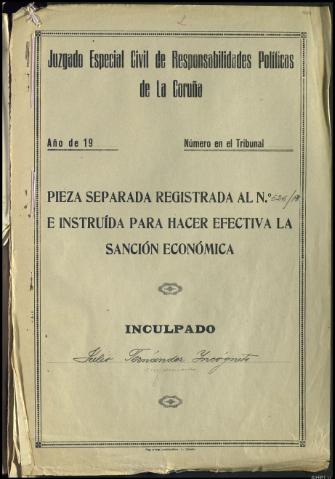 Juzgado Especial Civil de Responsabilidades Políticas
de La Coruña
Año de 19 Número en el Tribunal
PIEZA SEPARADA REGISTRADA AL N.º
E INSTRUÍDA PARA HACER EFECTIVA LA
SANCIÓN ECONÓMICA
INCULPADO
Julio Fernández Incógnito